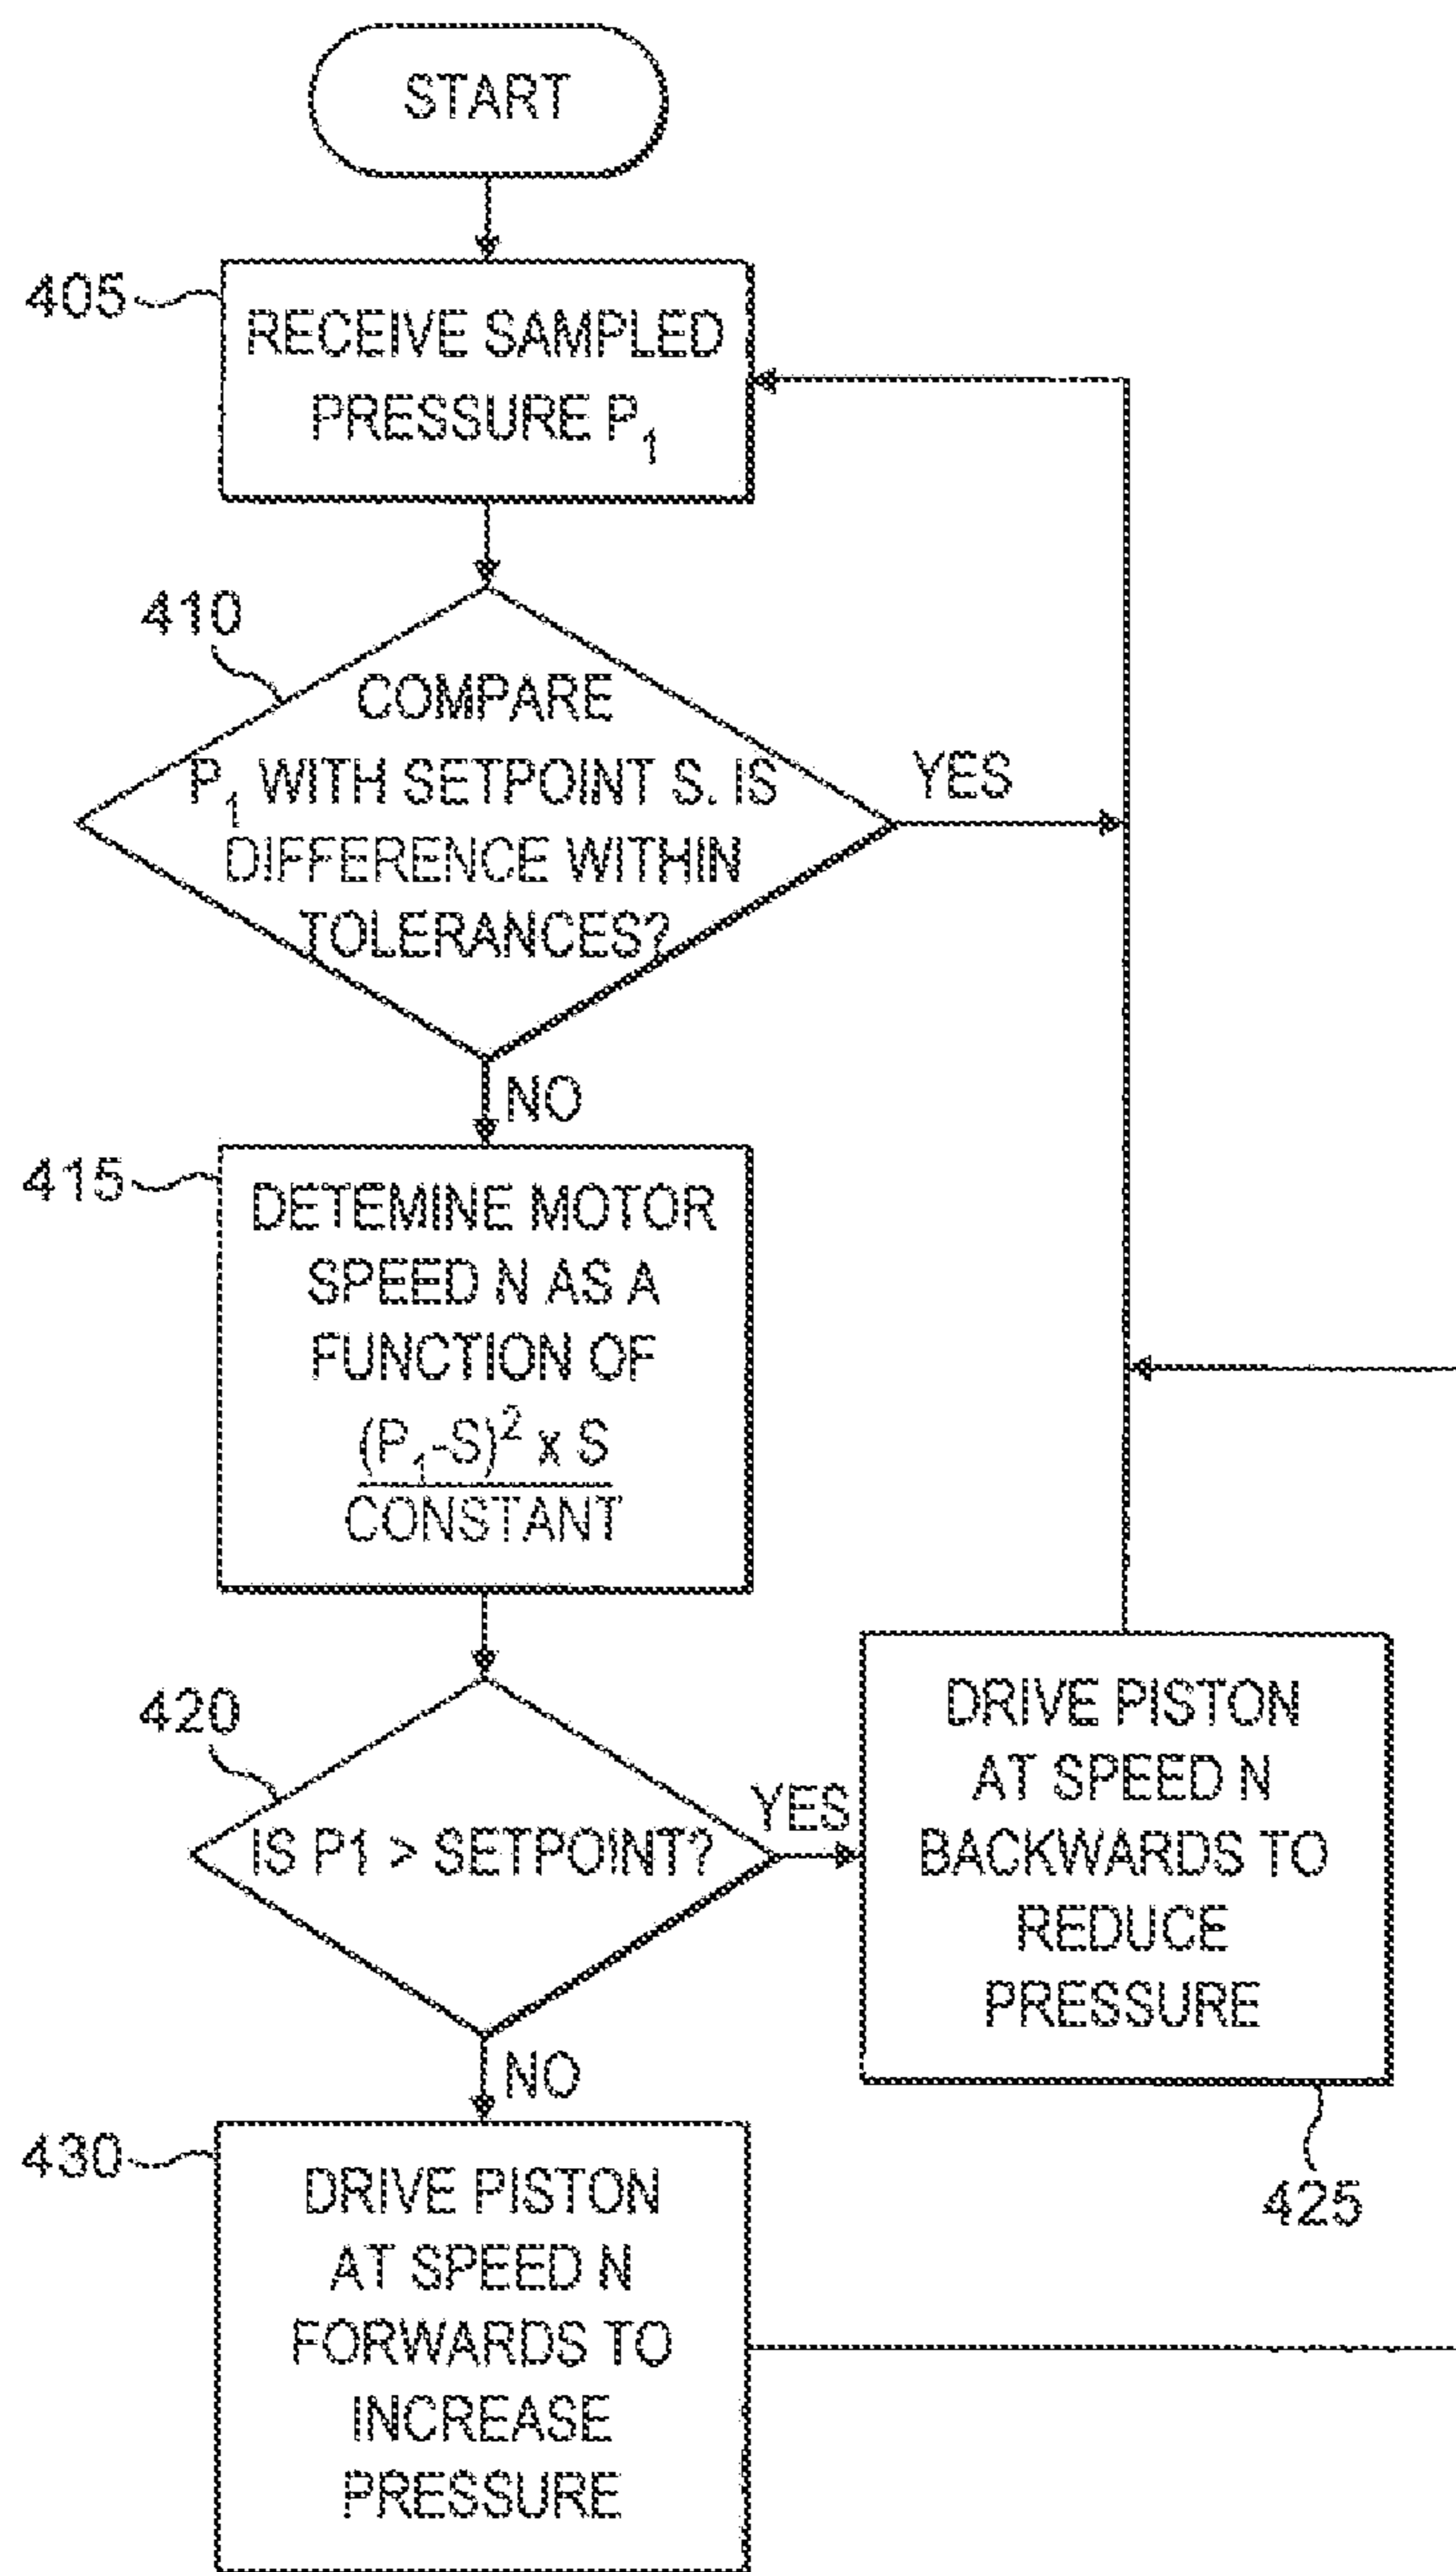 START
405
RECEIVE SAMPLED
PRESSURE P₁
410
COMPARE
P₁ WITH SETPOINT S. IS
DIFFERENCE WITHIN
TOLERANCES?
YES
NO
415
DETEMINE MOTOR
SPEED N AS A
FUNCTION OF
(P₁-S)² x S
CONSTANT
420
IS P1 > SETPOINT?
YES
DRIVE PISTON
AT SPEED N
BACKWARDS TO
REDUCE
PRESSURE
425
NO
430
DRIVE PISTON
AT SPEED N
FORWARDS TO
INCREASE
PRESSURE